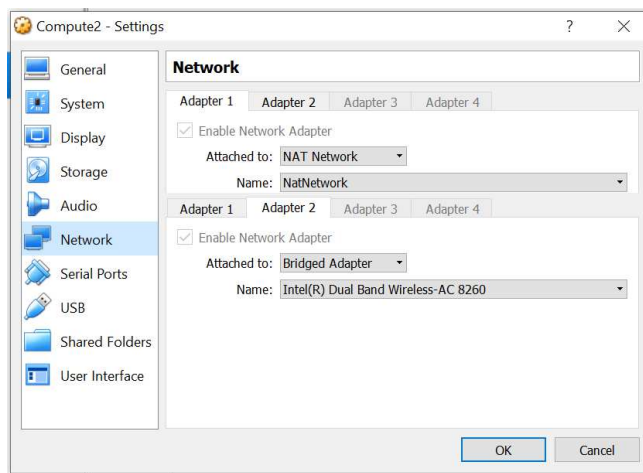 Compute2 - Settings ? ×
General
System
Display
Storage
Audio
Network
Serial Ports
USB
Shared Folders
User Interface
Network
Adapter 1 Adapter 2 Adapter 3 Adapter 4
Enable Network Adapter
Attached to: NAT Network
Name: NatNetwork
Adapter 1 Adapter 2 Adapter 3 Adapter 4
Enable Network Adapter
Attached to: Bridged Adapter
Name: Intel(R) Dual Band Wireless-AC 8260
OK Cancel